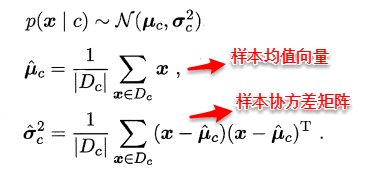 p(x | c) ∼ 𝒩(μ_c, σ_c^2)
μ̂_c = 1/|D_c| ∑_{x∈D_c} x , 样本均值向量
样本协方差矩阵
σ̂_c^2 = 1/|D_c| ∑_{x∈D_c} (x − μ̂_c)(x − μ̂_c)^T .